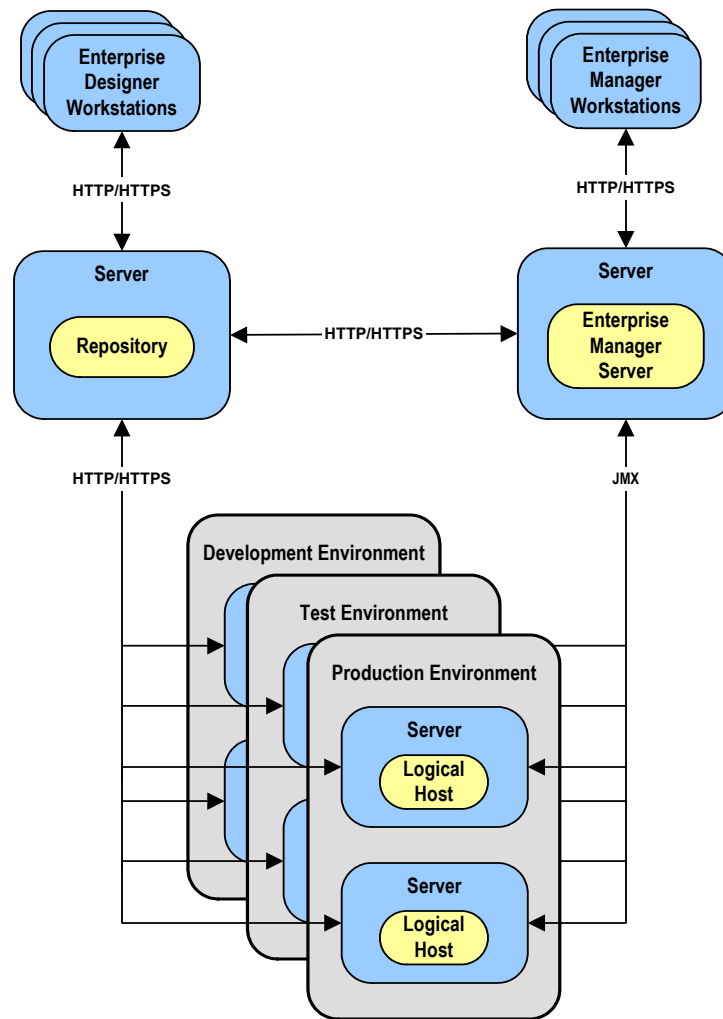 Enterprise
Designer
Workstations
Enterprise
Manager
Workstations
HTTP/HTTPS
HTTP/HTTPS
Server
Repository
HTTP/HTTPS
Server
Enterprise
Manager
Server
HTTP/HTTPS
JMX
Development Environment
Test Environment
Production Environment
Server
Logical
Host
Server
Logical
Host